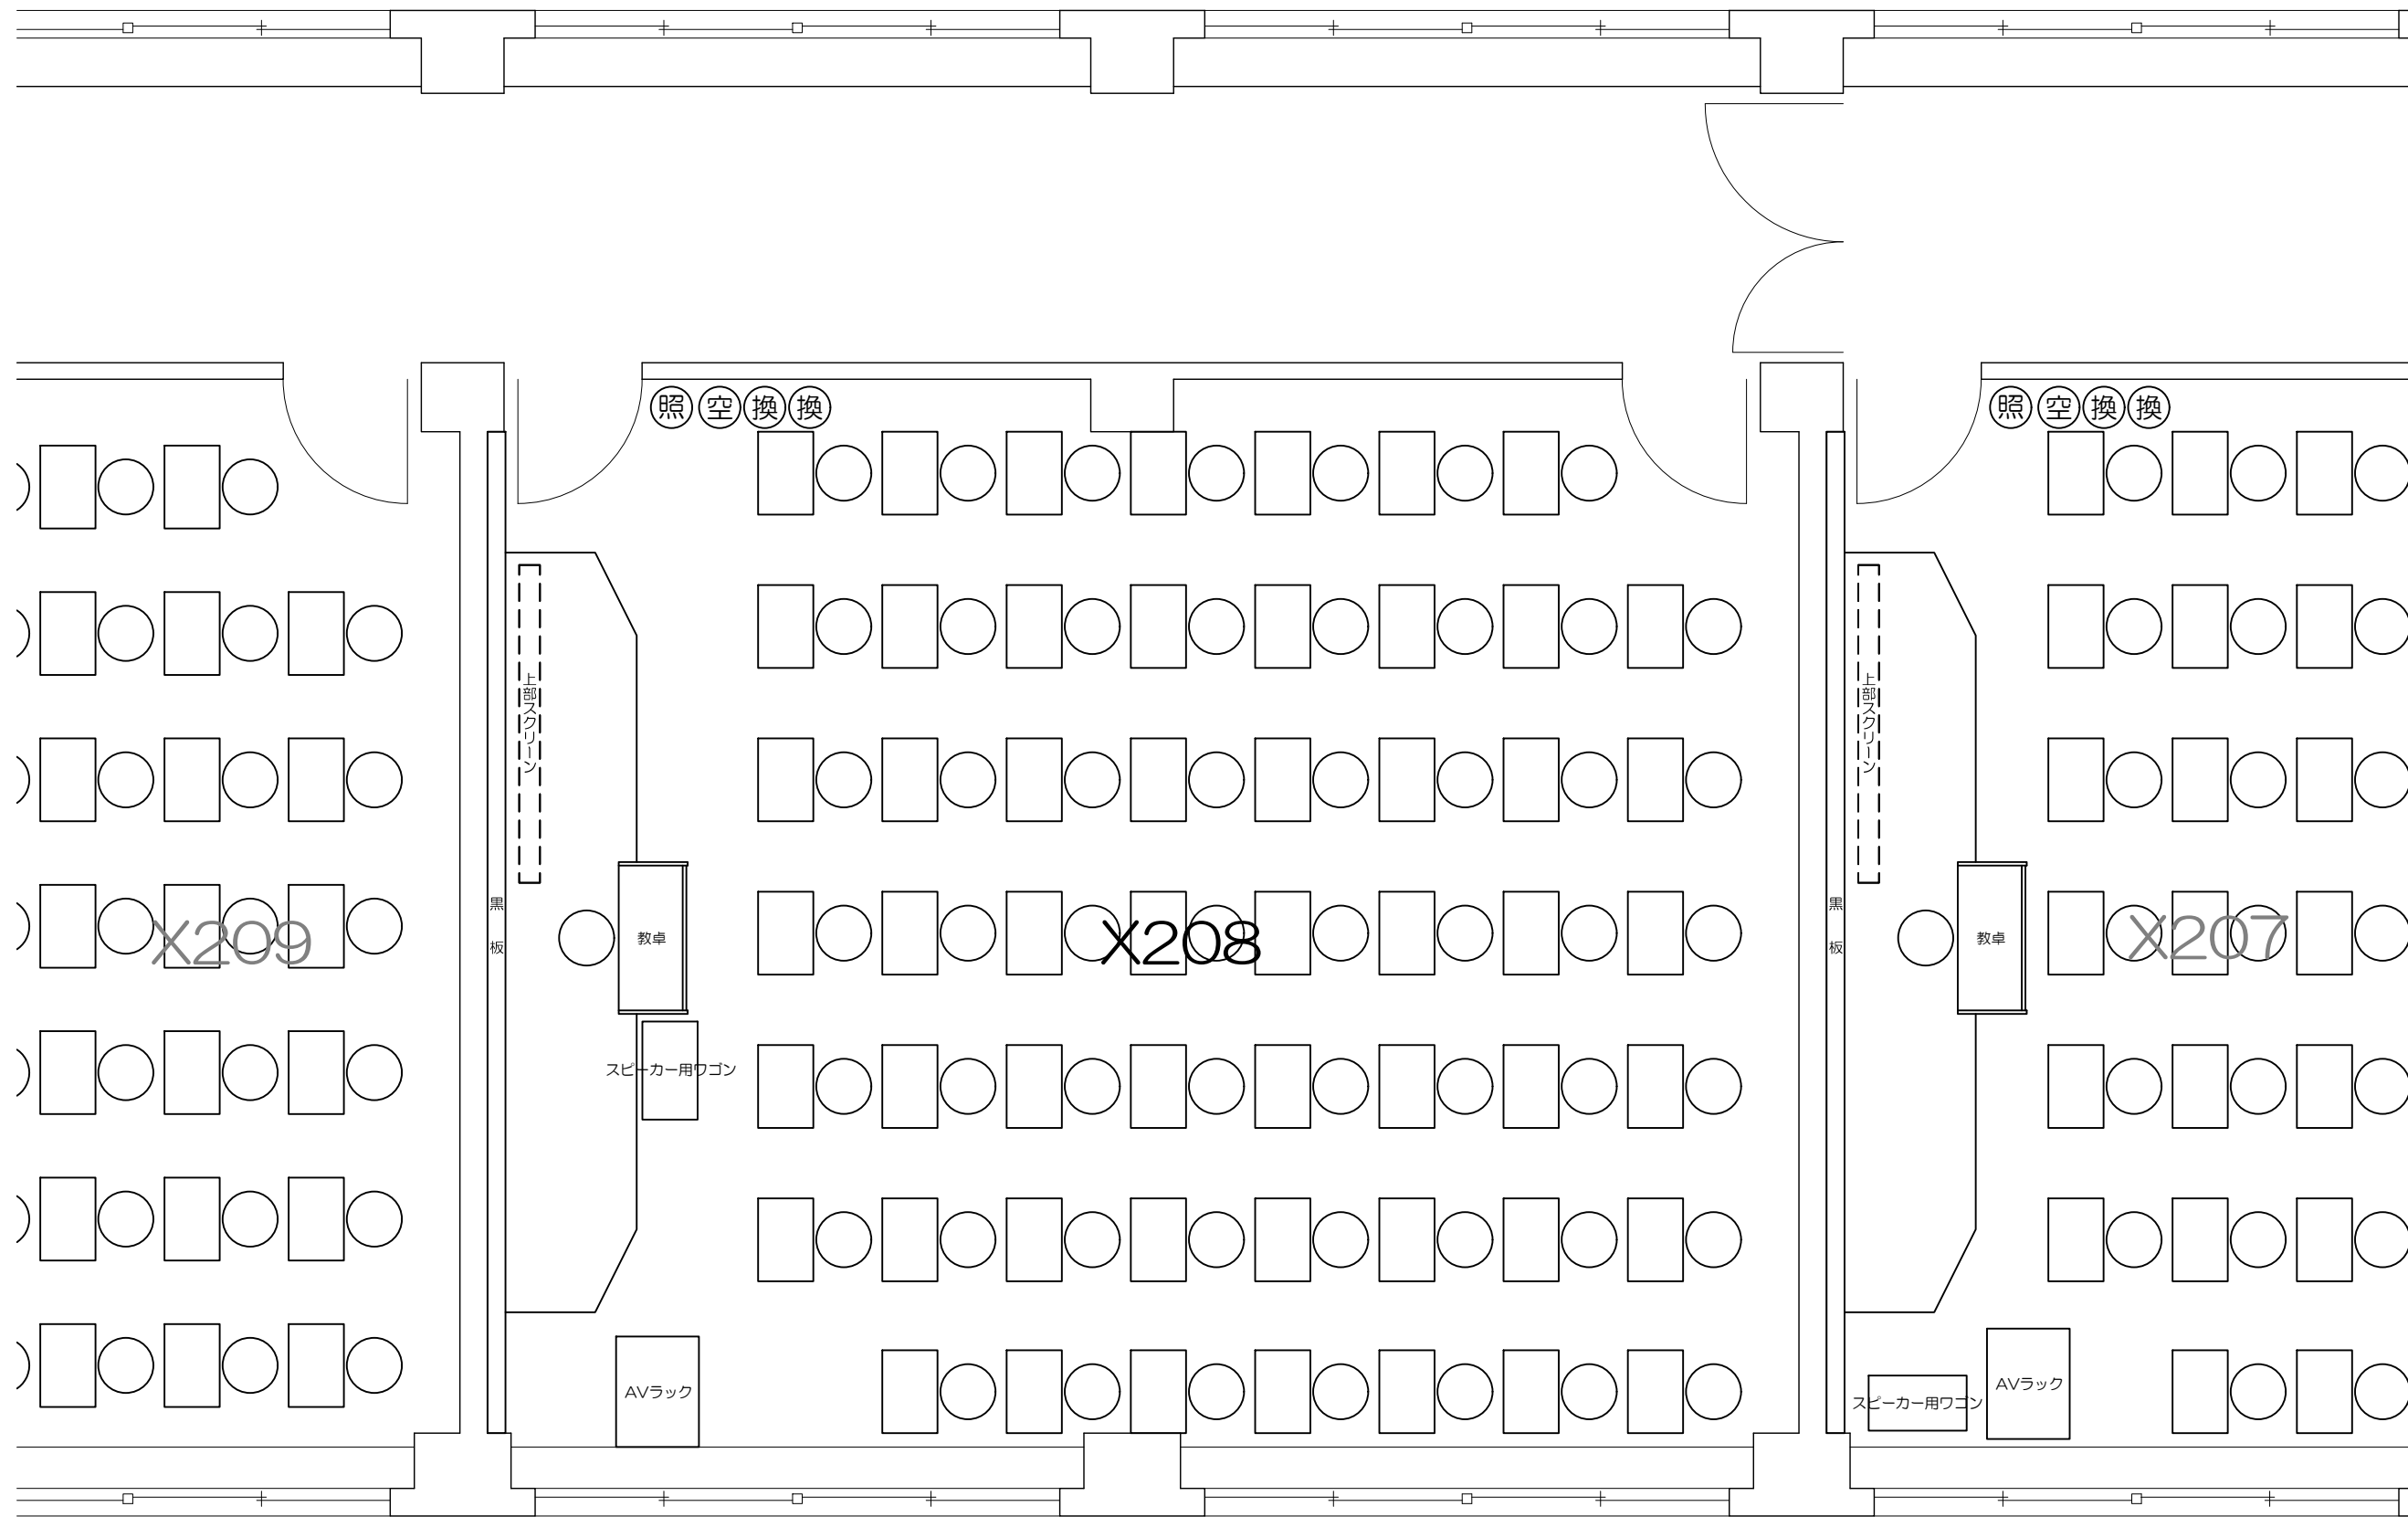 照 空 換 換
照 空 換 換
上部スクリーン
上部スクリーン
黒板
黒板
X209
教卓
X208
教卓
X207
スピーカー用ワゴン
AVラック
スピーカー用ワゴン
AVラック